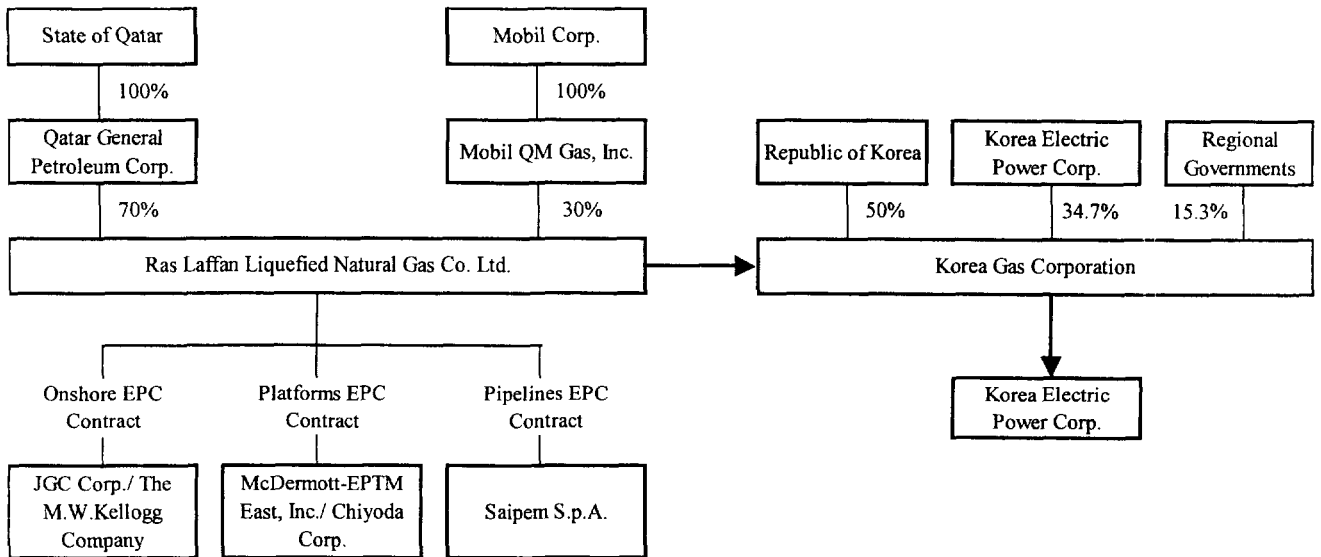 State of Qatar
Mobil Corp.
100%
100%
Qatar General
Petroleum Corp.
Mobil QM Gas, Inc.
Republic of Korea
Korea Electric
Power Corp.
Regional
Governments
70%
30%
50%
34.7%
15.3%
Ras Laffan Liquefied Natural Gas Co. Ltd.
Korea Gas Corporation
Onshore EPC
Contract
Platforms EPC
Contract
Pipelines EPC
Contract
Korea Electric
Power Corp.
JGC Corp./ The
M.W.Kellogg
Company
McDermott-EPTM
East, Inc./ Chiyoda
Corp.
Saipem S.p.A.